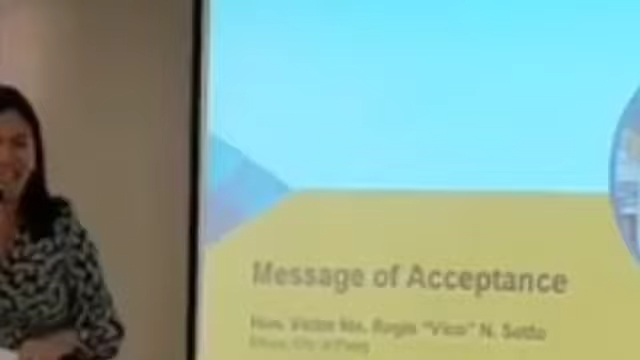 Message of Acceptance
Hon. Victor Ma. Regis "Vico" N. Sotto